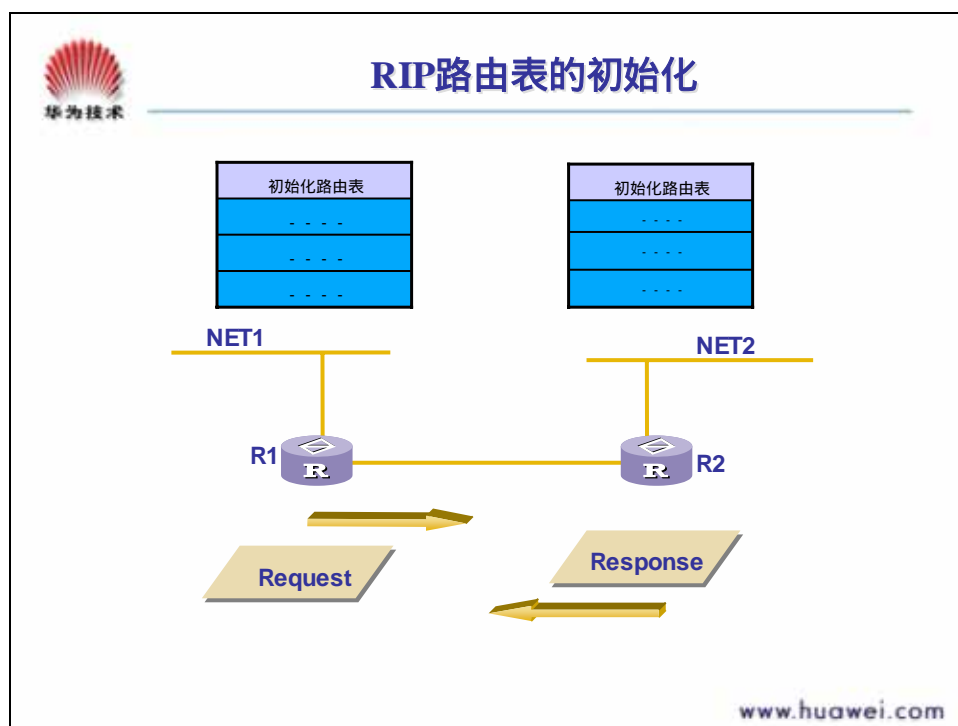 RIP路由表的初始化
华为技术
初始化路由表
- - - -
- - - -
- - - -
初始化路由表
- - - -
- - - -
- - - -
NET1
NET2
R1
R
R
R2
Request
Response
www.huawei.com